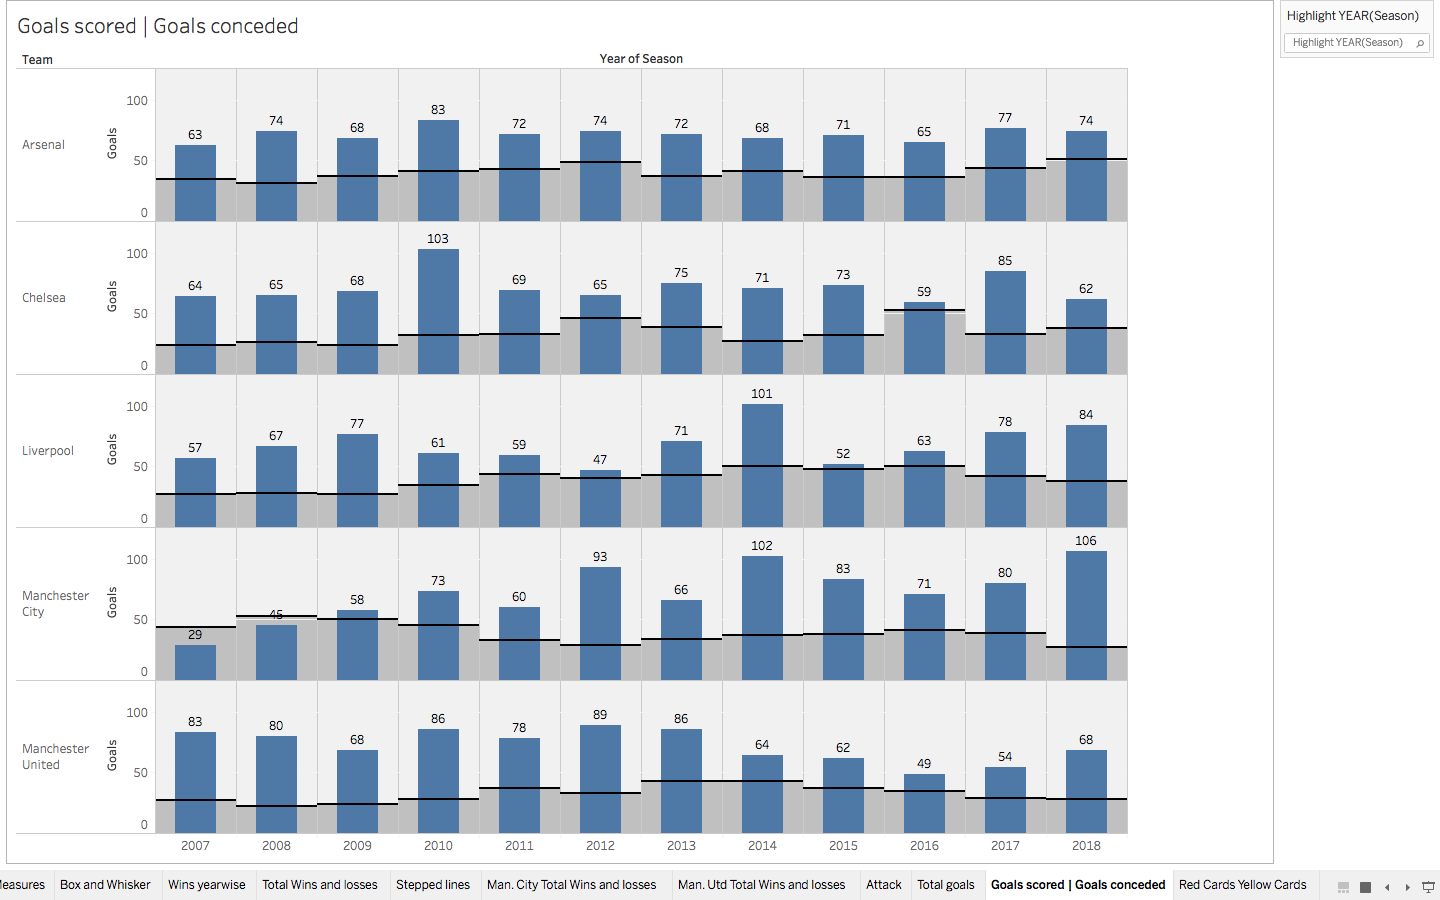 Goals scored | Goals conceded
Highlight YEAR(Season)
Highlight YEAR(Season)
Team
Year of Season
Arsenal
Goals
100
50
0
63 74 68 83 72 74 72 68 71 65 77 74
Chelsea
Goals
100
50
0
64 65 68 103 69 65 75 71 73 59 85 62
Liverpool
Goals
100
50
0
57 67 77 61 59 47 71 101 52 63 78 84
Manchester
City
Goals
100
50
0
29 45 58 73 60 93 66 102 83 71 80 106
Manchester
United
Goals
100
50
0
83 80 68 86 78 89 86 64 62 49 54 68
2007 2008 2009 2010 2011 2012 2013 2014 2015 2016 2017 2018
Box and Whisker Wins yearwise Total Wins and losses Stepped lines Man. City Total Wins and losses Man. Utd Total Wins and losses Attack Total goals Goals scored | Goals conceded Red Cards Yellow Cards